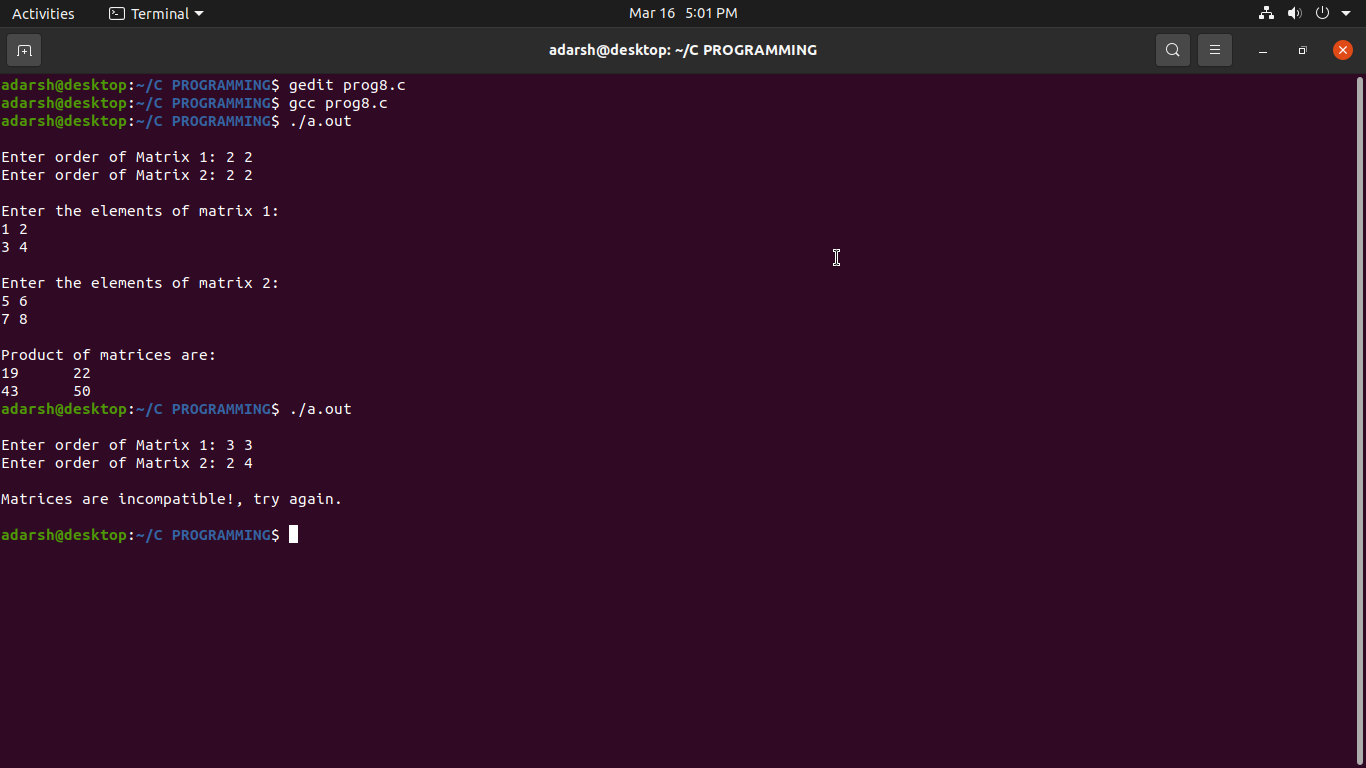 Activities Terminal Mar 16 5:01 PM
adarsh@desktop: ~/C PROGRAMMING
adarsh@desktop:~/C PROGRAMMING$ gedit prog8.c
adarsh@desktop:~/C PROGRAMMING$ gcc prog8.c
adarsh@desktop:~/C PROGRAMMING$ ./a.out
Enter order of Matrix 1: 2 2
Enter order of Matrix 2: 2 2
Enter the elements of matrix 1:
1 2
3 4
Enter the elements of matrix 2:
5 6
7 8
Product of matrices are:
19      22
43      50
adarsh@desktop:~/C PROGRAMMING$ ./a.out
Enter order of Matrix 1: 3 3
Enter order of Matrix 2: 2 4
Matrices are incompatible!, try again.
adarsh@desktop:~/C PROGRAMMING$